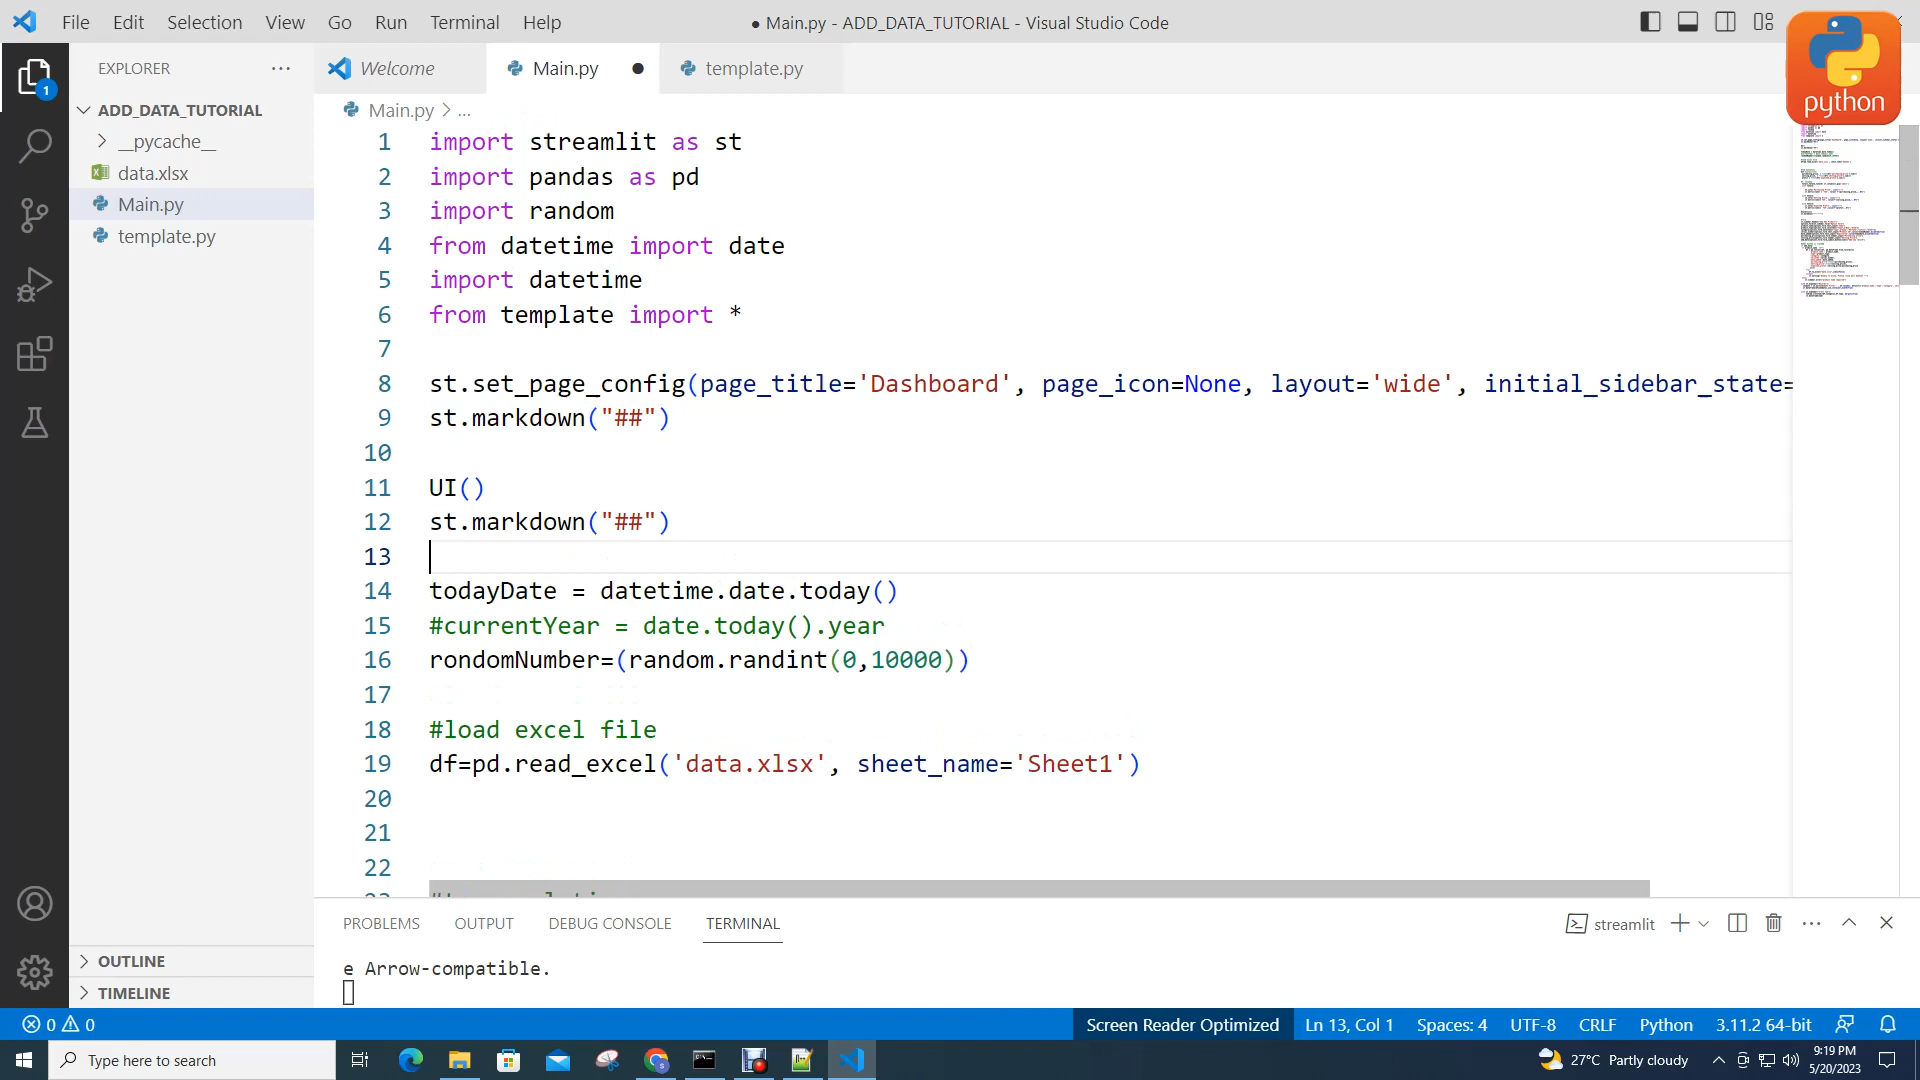 File Edit Selection View Go Run Terminal Help
● Main.py - ADD_DATA_TUTORIAL - Visual Studio Code
python
EXPLORER ...
Welcome
Main.py
template.py
ADD_DATA_TUTORIAL
__pycache__
data.xlsx
Main.py
template.py
Main.py > ...
1 import streamlit as st
2 import pandas as pd
3 import random
4 from datetime import date
5 import datetime
6 from template import *
7
8 st.set_page_config(page_title='Dashboard', page_icon=None, layout='wide', initial_sidebar_state=
9 st.markdown("##")
10
11 UI()
12 st.markdown("##")
13
14 todayDate = datetime.date.today()
15 #currentYear = date.today().year
16 rondomNumber=(random.randint(0,10000))
17
18 #load excel file
19 df=pd.read_excel('data.xlsx', sheet_name='Sheet1')
20
21
22
PROBLEMS OUTPUT DEBUG CONSOLE TERMINAL
streamlit
e Arrow-compatible.
OUTLINE
TIMELINE
1
0 0
Screen Reader Optimized Ln 13, Col 1 Spaces: 4 UTF-8 CRLF Python 3.11.2 64-bit
Type here to search
27°C Partly cloudy
9:19 PM
5/20/2023